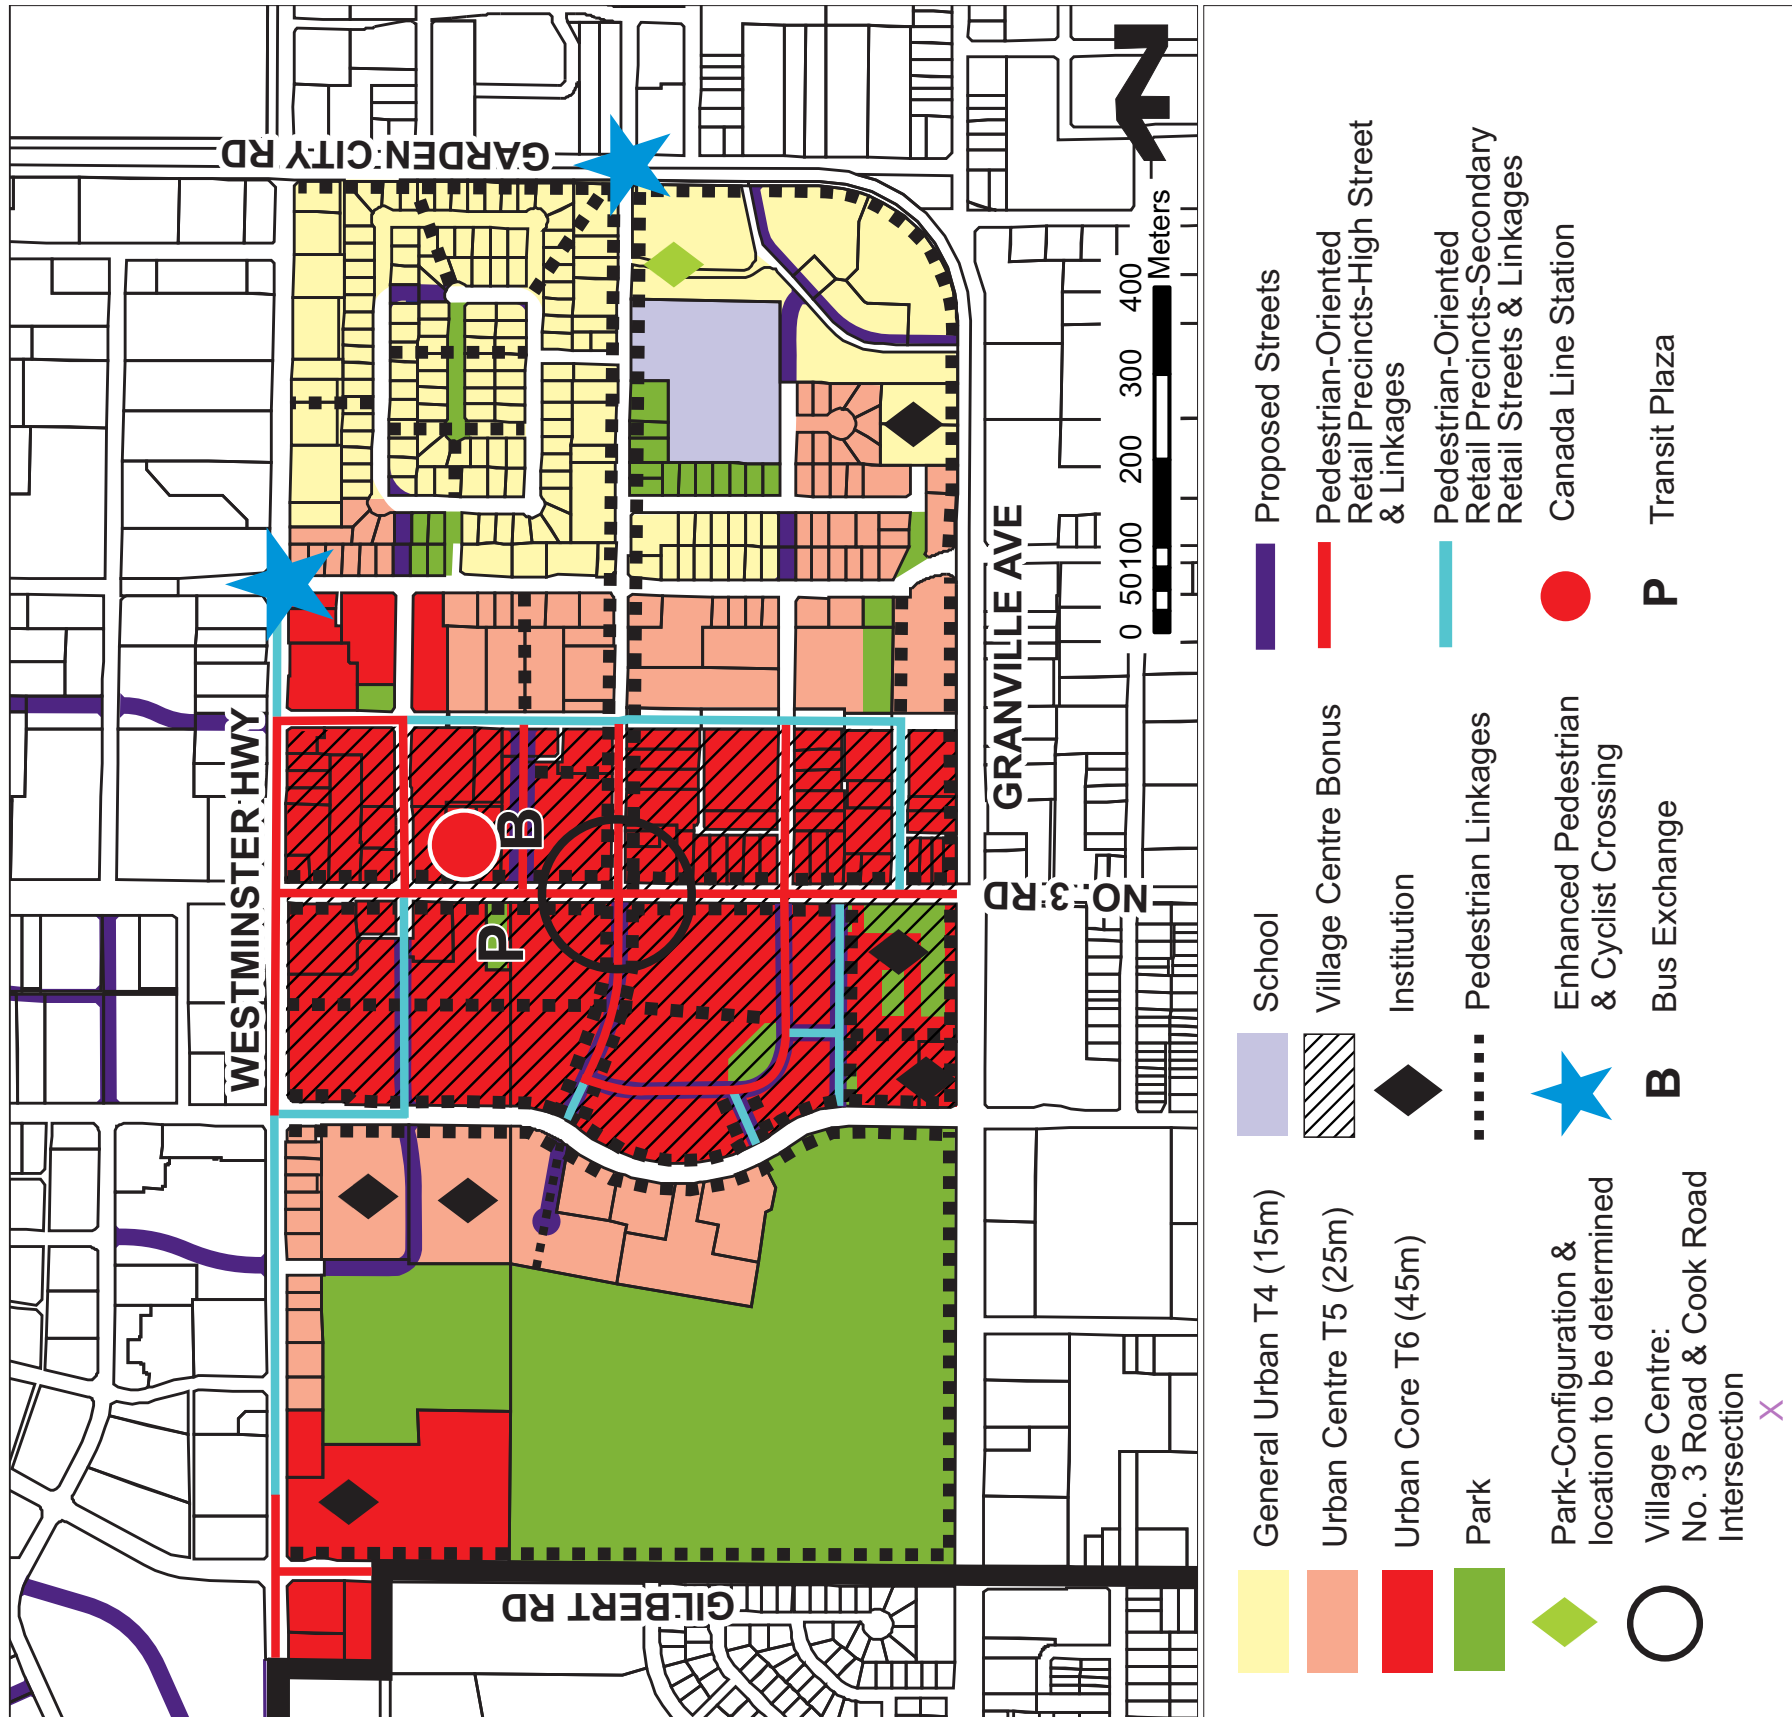 WESTMINSTER HWY
GARDEN CITY RD
GRANVILLE AVE
NO. 3 RD
GILBERT RD
B
P
N
0 50 100 200 300 400
Meters
General Urban T4 (15m)
Urban Centre T5 (25m)
Urban Core T6 (45m)
Park
Park-Configuration &
location to be determined
Village Centre:
No. 3 Road & Cook Road
Intersection
X
School
Village Centre Bonus
Institution
Pedestrian Linkages
Enhanced Pedestrian
& Cyclist Crossing
B Bus Exchange
Proposed Streets
Pedestrian-Oriented
Retail Precincts-High Street
& Linkages
Pedestrian-Oriented
Retail Precincts-Secondary
Retail Streets & Linkages
Canada Line Station
P Transit Plaza